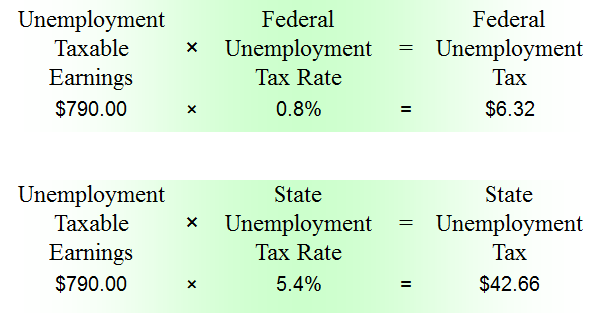 Unemployment Federal Federal
Taxable × Unemployment = Unemployment
Earnings Tax Rate Tax
$790.00 × 0.8% = $6.32
Unemployment State State
Taxable × Unemployment = Unemployment
Earnings Tax Rate Tax
$790.00 × 5.4% = $42.66